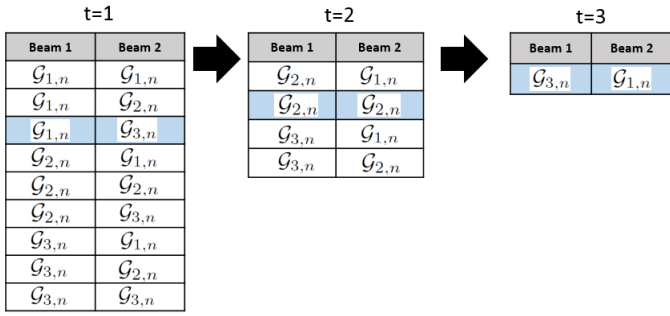 t=1 t=2 t=3
Beam 1 Beam 2 Beam 1 Beam 2 Beam 1 Beam 2
𝒢1,n 𝒢1,n 𝒢2,n 𝒢1,n 𝒢3,n 𝒢1,n
𝒢1,n 𝒢2,n 𝒢2,n 𝒢2,n
𝒢1,n 𝒢3,n 𝒢3,n 𝒢1,n
𝒢2,n 𝒢1,n 𝒢3,n 𝒢2,n
𝒢2,n 𝒢2,n
𝒢2,n 𝒢3,n
𝒢3,n 𝒢1,n
𝒢3,n 𝒢2,n
𝒢3,n 𝒢3,n